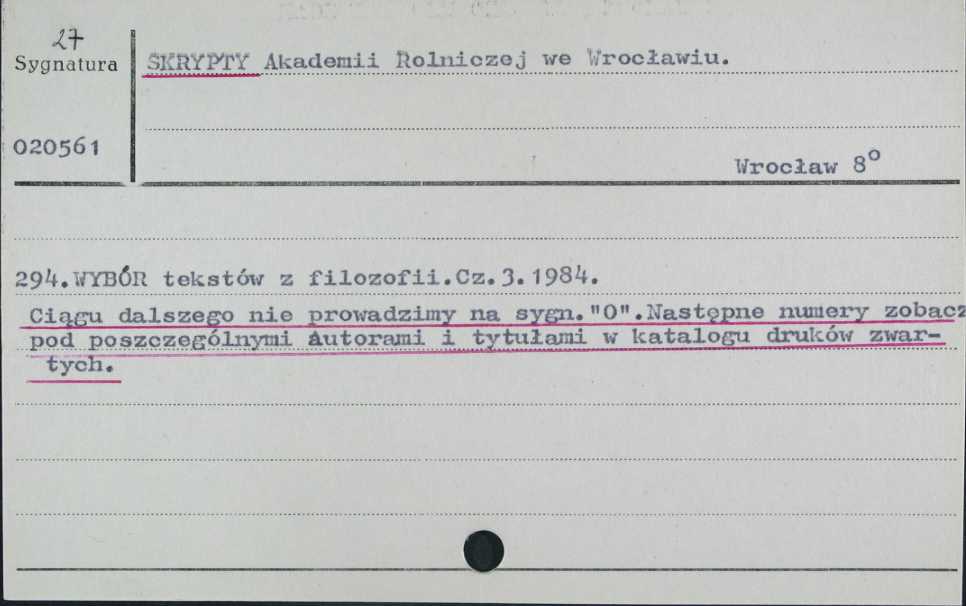 27
Sygnatura
SKRYPTY Akademii Rolniczej we Wrocławiu.
020561
Wrocław 8°
294.WYBÓR tekstów z filozofii.Cz.3.1984.
Ciągu dalszego nie prowadzimy na sygn."O".Następne numery zobacz
pod poszczególnymi Autorami i tytułami w katalogu druków zwar-
tych.